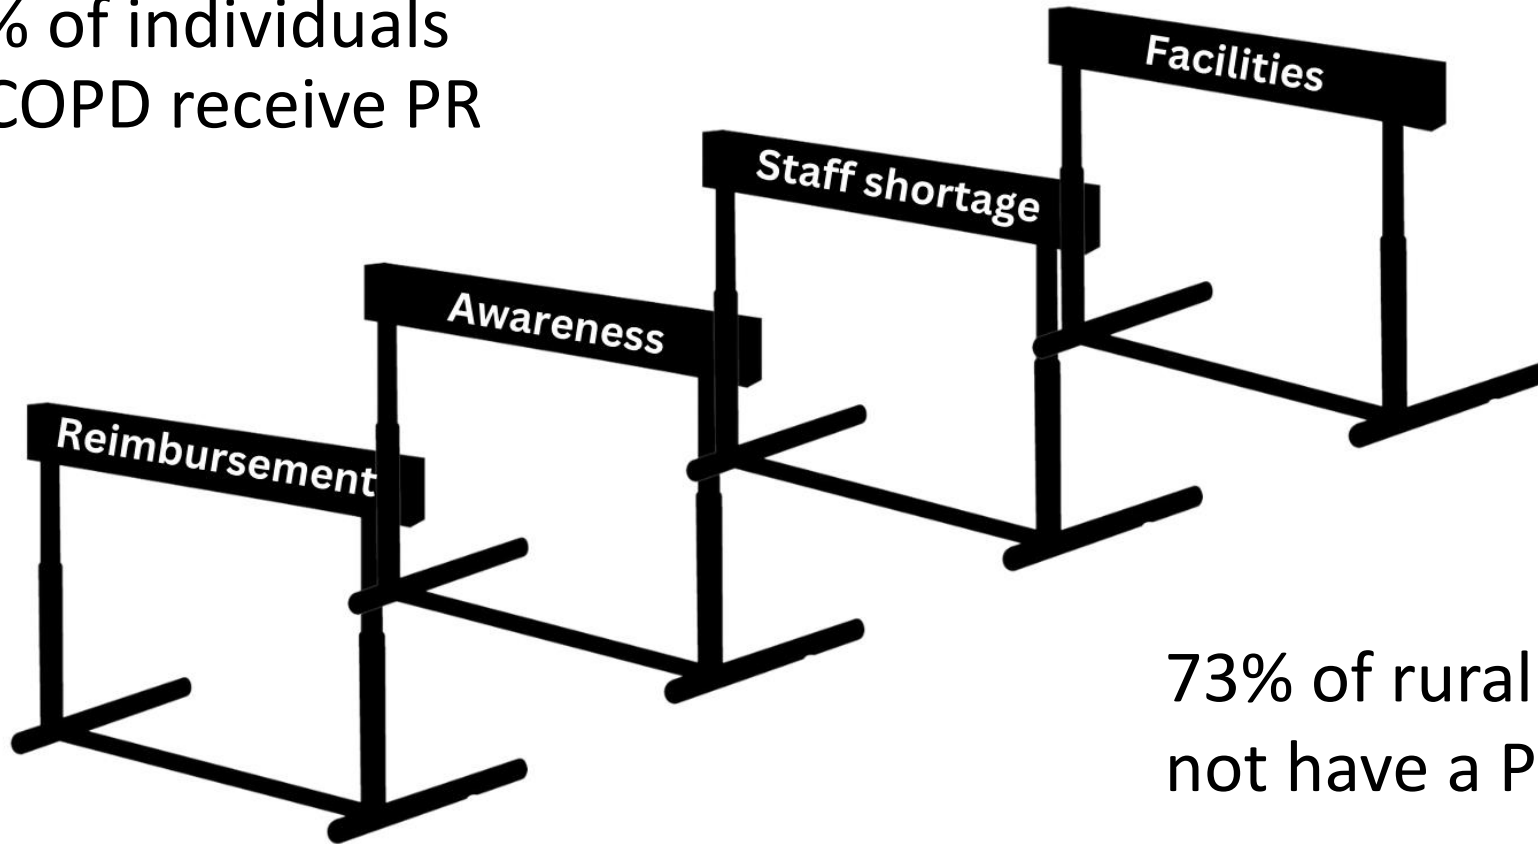 % of individuals
COPD receive PR
Facilities
Staff shortage
Awareness
Reimbursement
73% of rural
not have a P